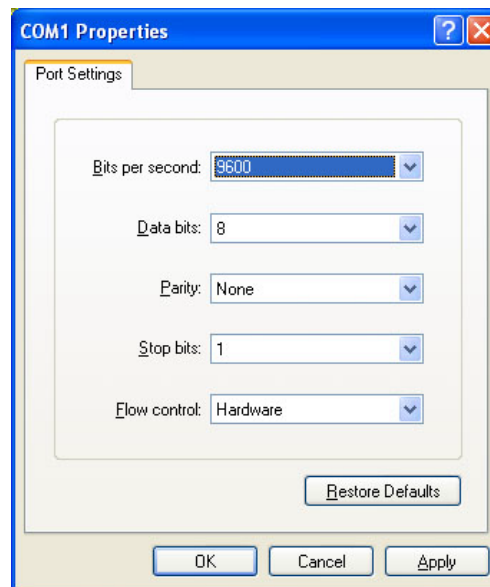 COM1 Properties
Port Settings
Bits per second: 9600
Data bits: 8
Parity: None
Stop bits: 1
Flow control: Hardware
Restore Defaults
OK Cancel Apply